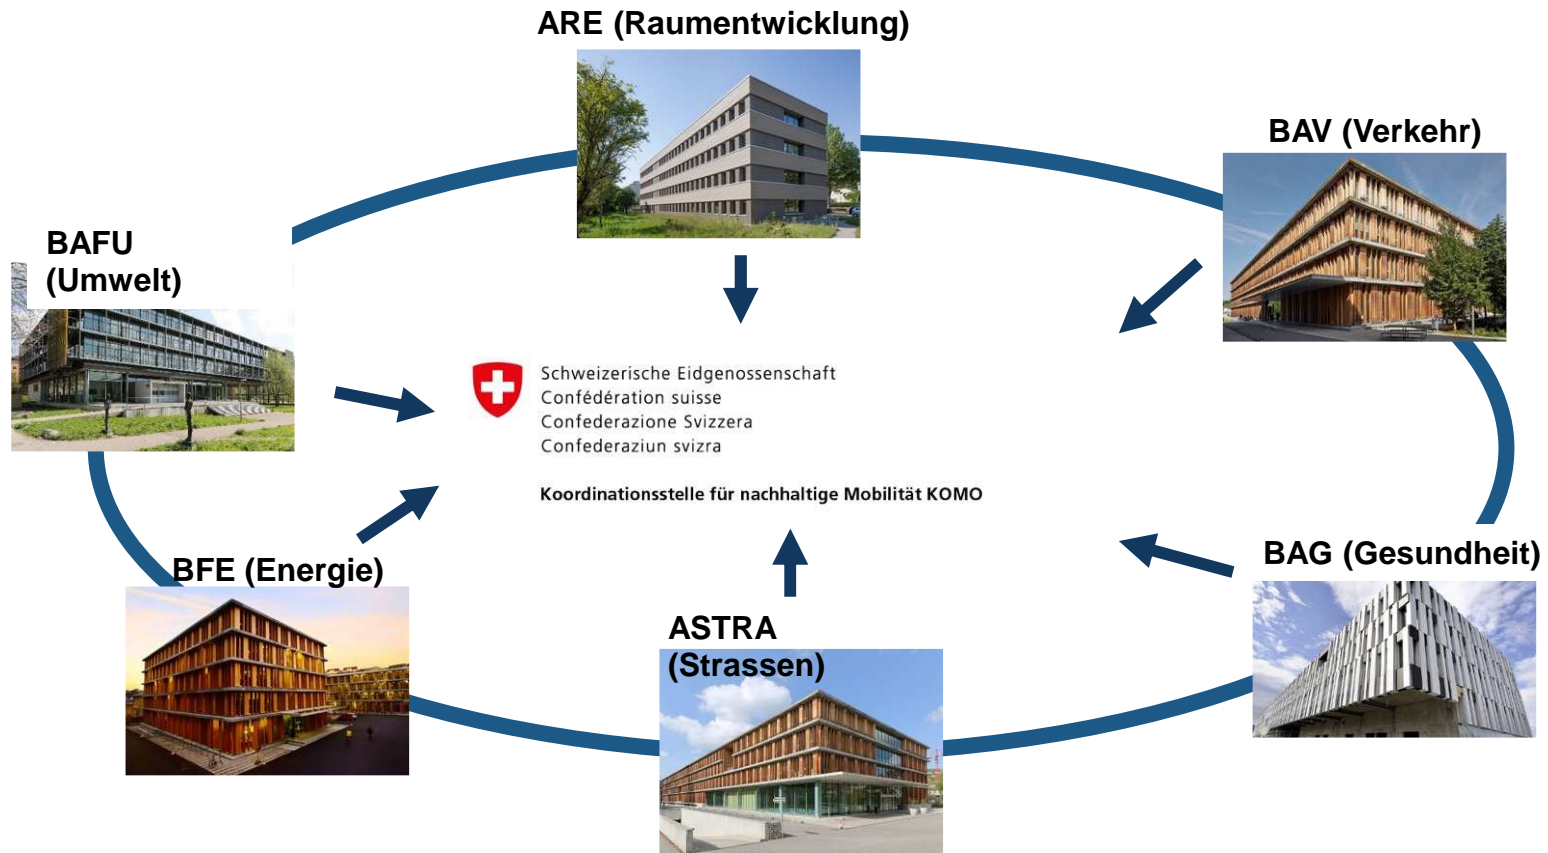 ARE (Raumentwicklung)
BAV (Verkehr)
BAFU
(Umwelt)
Schweizerische Eidgenossenschaft
Confédération suisse
Confederazione Svizzera
Confederaziun svizra
Koordinationsstelle für nachhaltige Mobilität KOMO
BFE (Energie)
BAG (Gesundheit)
ASTRA
(Strassen)